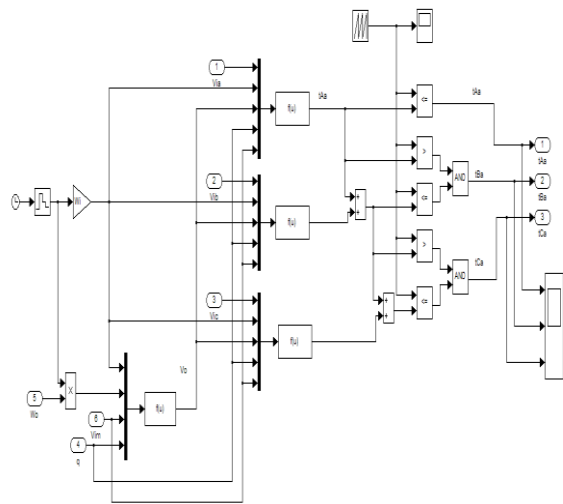 1
Via
f(u)
tAa
<=
tAa
1
tAa
>
AND
tBa
2
tBa
<=
3
tCa
>
AND
tCa
<=
2
Vib
f(u)
+
+
Wi
3
Vic
f(u)
+
+
Vo
X
5
Wo
f(u)
6
Vim
4
q